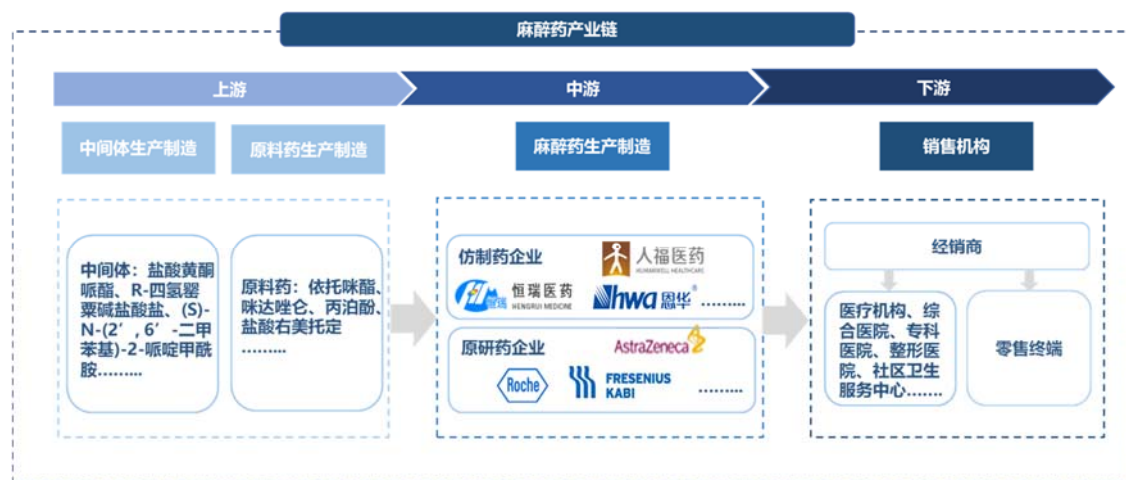 麻醉药产业链
上游
中游
下游
中间体生产制造
原料药生产制造
麻醉药生产制造
销售机构
中间体：盐酸黄酮
哌酯、R-四氢罂
粟碱盐酸盐、(S)-
N-(2’, 6’-二甲
苯基)-2-哌啶甲酰
胺………
原料药：依托咪酯、
咪达唑仑、丙泊酚、
盐酸右美托定
………
仿制药企业
人福医药
HUMANWELL HEALTHCARE
恒瑞医药
HENGRUI MEDICINE
Nhwa 恩华®
………
原研药企业
AstraZeneca
Roche
FRESENIUS
KABI
………
经销商
医疗机构、综
合医院、专科
医院、整形医
院、社区卫生
服务中心…….
零售终端